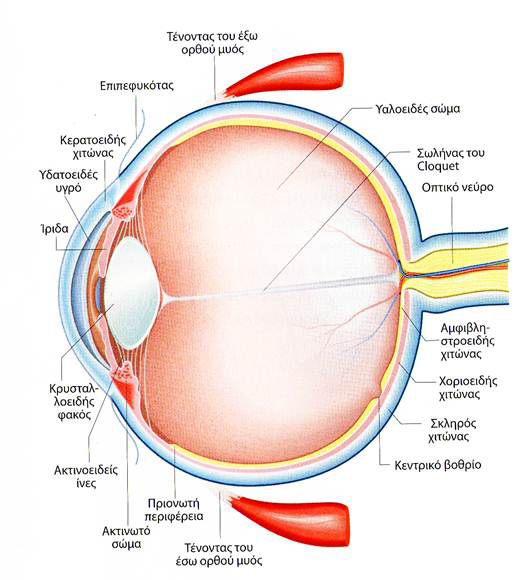 Τένοντας του έξω
ορθού μυός
Επιπεφυκότας
Υαλοειδές σώμα
Κερατοειδής
χιτώνας
Σωλήνας του
Cloquet
Υδατοειδές
υγρό
Οπτικό νεύρο
Ίριδα
Αμφιβλη-
στροειδής
χιτώνας
Κρυσταλ-
λοειδής
φακός
Χοριοειδής
χιτώνας
Σκληρός
χιτώνας
Κεντρικό βοθρίο
Ακτινοειδείς
ίνες
Πριονωτή
περιφέρεια
Ακτινωτό
σώμα
Τένοντας του
έσω ορθού μυός